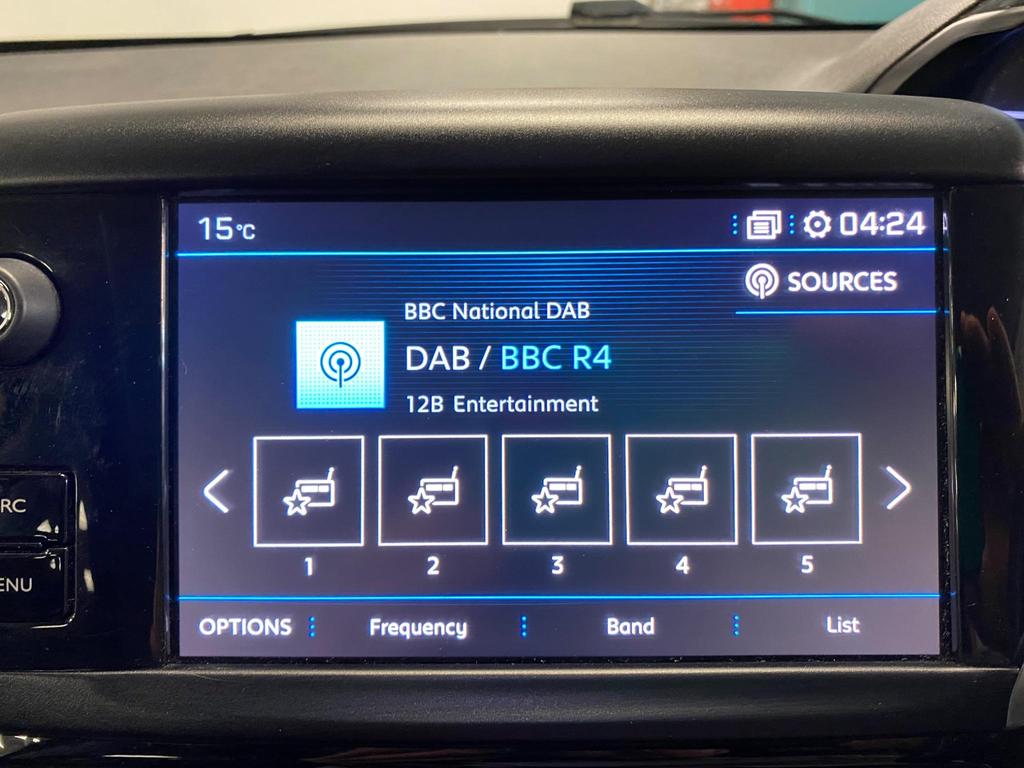 15°C
04:24
SOURCES
BBC National DAB
DAB / BBC R4
12B Entertainment
1 2 3 4 5
RC
ENU
OPTIONS Frequency Band List